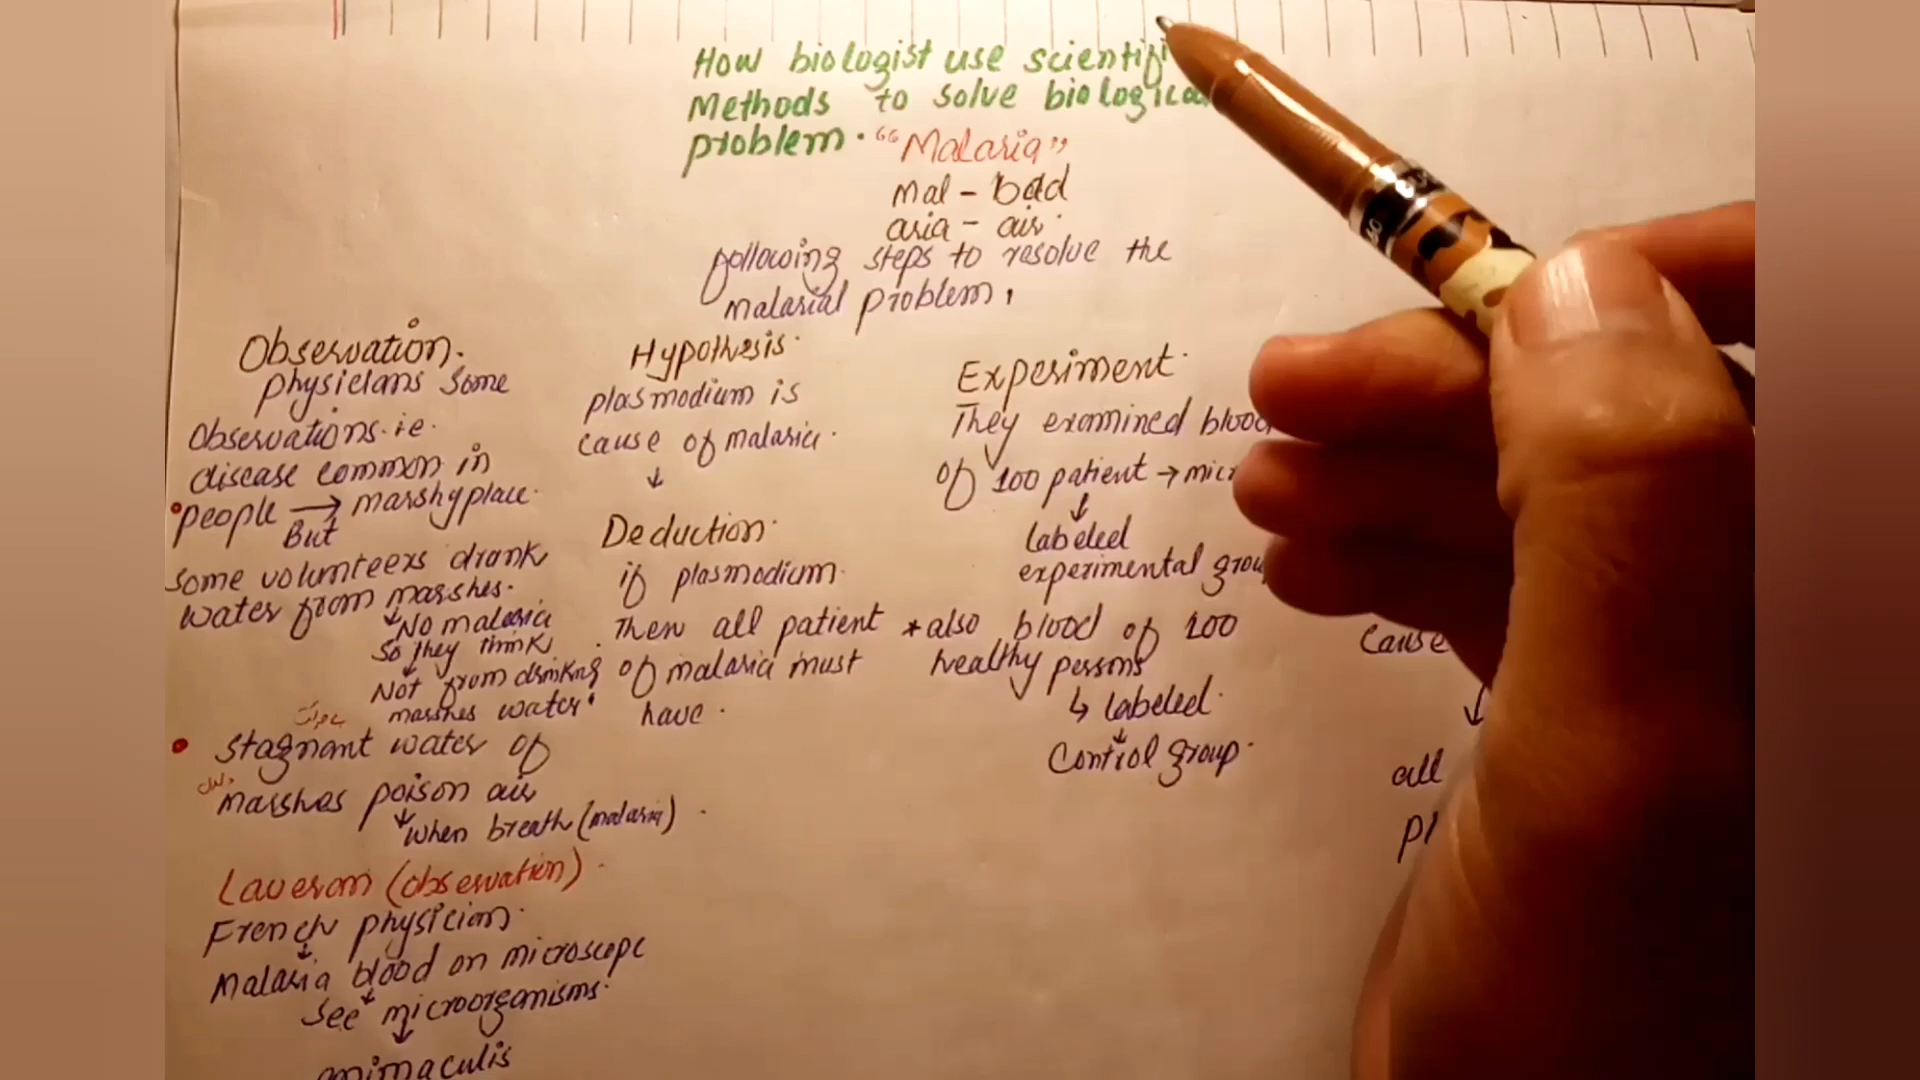 How biologist use scientifi
Methods to solve biologica
problem. "Malaria"
Mal - bad
aria - air.
following steps to resolve the
malarial problem,
Observation.
physicians some
Observations i.e.
disease common in
people → marshy place.
But
some volunteers drank
water from marshes.
↓ No malaria
So they think
↓
Not from drinking
marshes water.
stagnant water of
marshes poison air
↓ when breath (malaria)
Laveran (observation)
French physician.
↓
Malaria blood on microscope
↓
see microorganisms.
↓
animaculis
Hypothesis.
plasmodium is
cause of malaria.
↓
Deduction.
if plasmodium.
Then all patient
of malaria must
have.
Experiment.
They examined blood
of 100 patient → micr
↓
labeled
experimental grou
* also blood of 100
healthy persons
↳ labeled.
↓
Control group.
cause
↓
all
pl